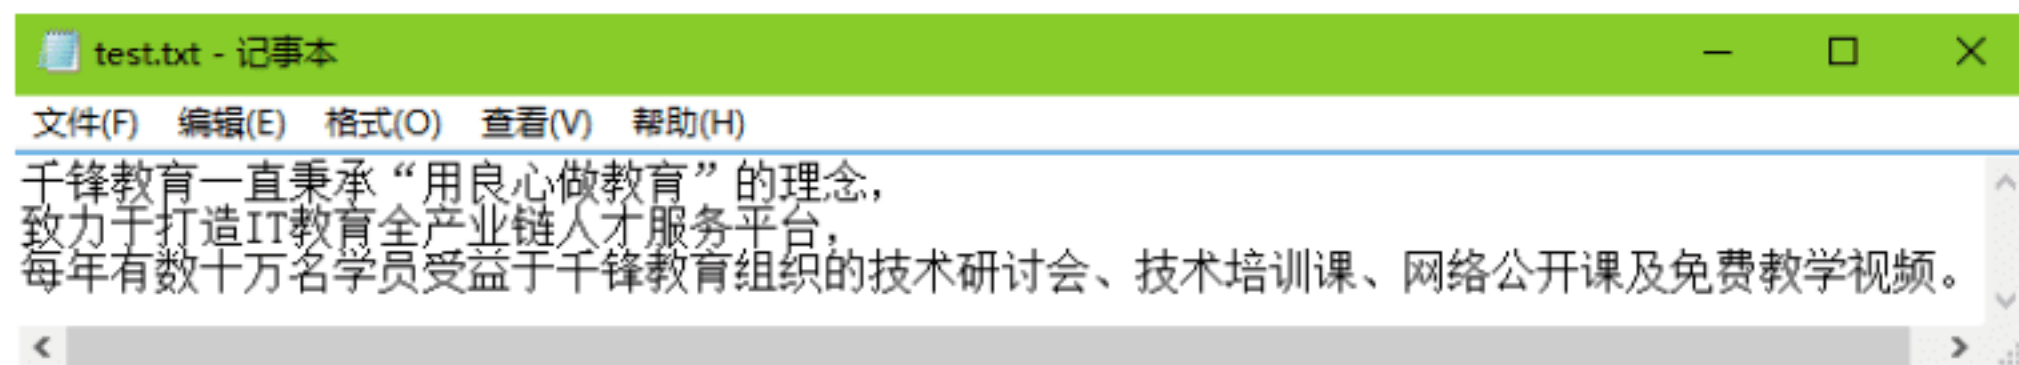 test.txt - 记事本
文件(F) 编辑(E) 格式(O) 查看(V) 帮助(H)
千锋教育一直秉承“用良心做教育”的理念，
致力于打造IT教育全产业链人才服务平台，
每年有数十万名学员受益于千锋教育组织的技术研讨会、技术培训课、网络公开课及免费教学视频。